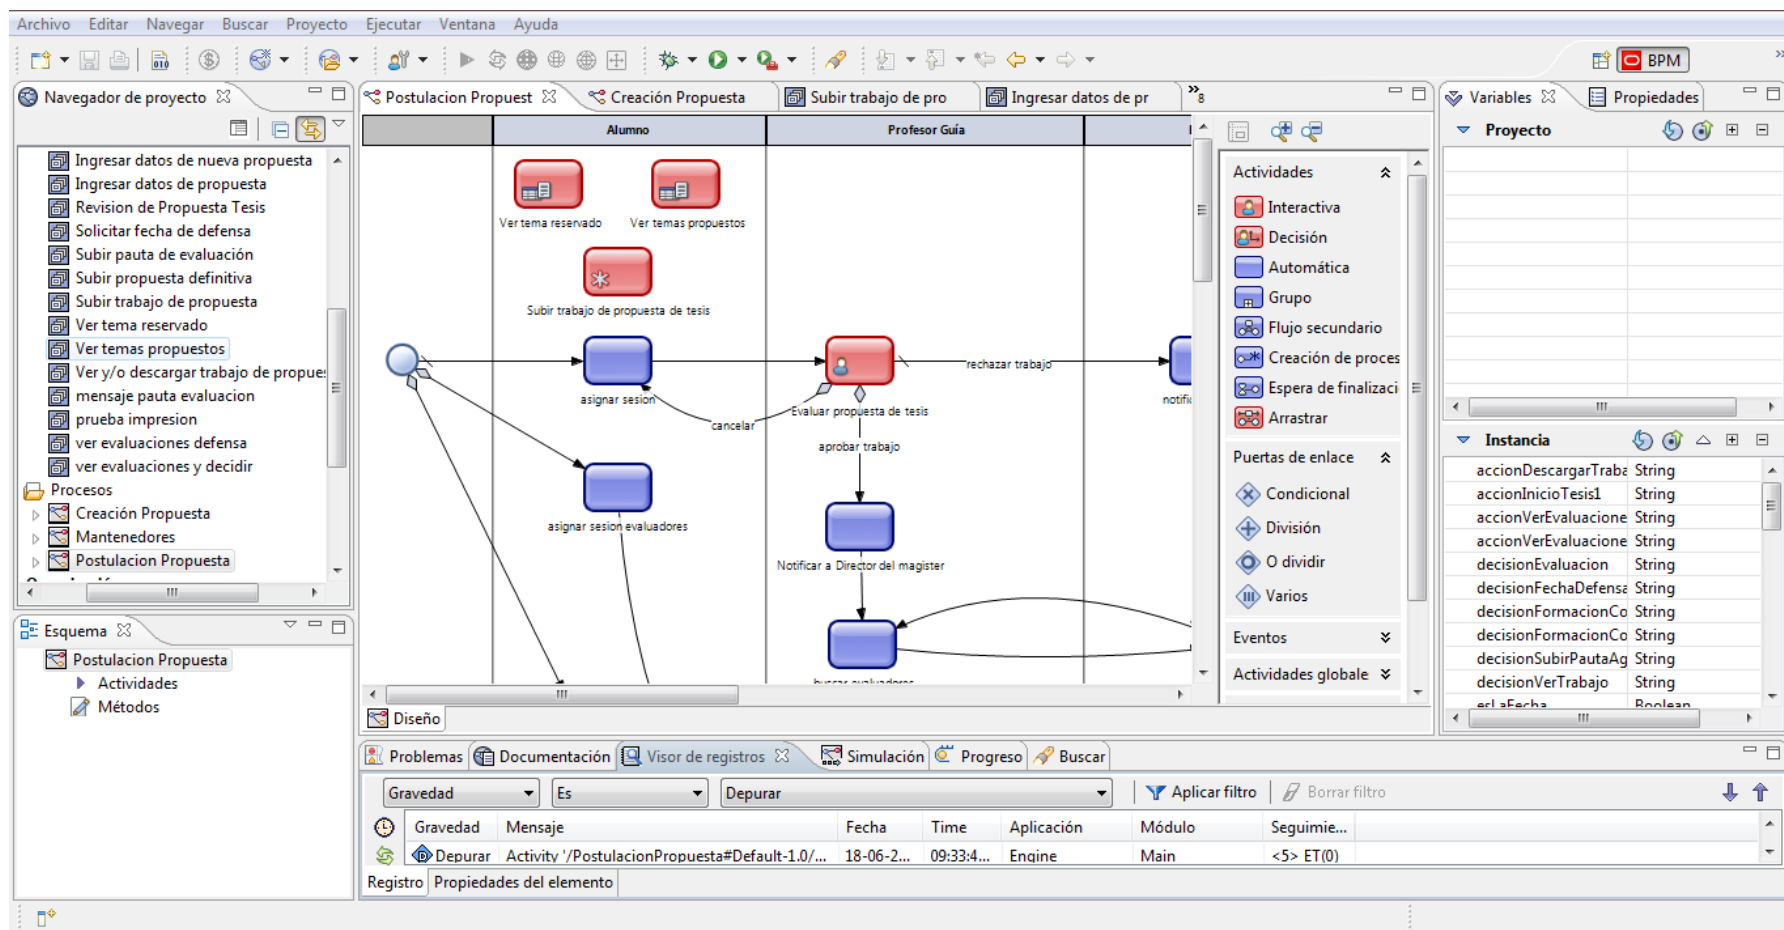 Archivo Editar Navegar Buscar Proyecto Ejecutar Ventana Ayuda
BPM
Navegador de proyecto
Ingresar datos de nueva propuesta
Ingresar datos de propuesta
Revision de Propuesta Tesis
Solicitar fecha de defensa
Subir pauta de evaluación
Subir propuesta definitiva
Subir trabajo de propuesta
Ver tema reservado
Ver temas propuestos
Ver y/o descargar trabajo de propue
mensaje pauta evaluacion
prueba impresion
ver evaluaciones defensa
ver evaluaciones y decidir
Procesos
Creación Propuesta
Mantenedores
Postulacion Propuesta
Esquema
Postulacion Propuesta
Actividades
Métodos
Postulacion Propuest Creación Propuesta Subir trabajo de pro Ingresar datos de pr »8
Alumno Profesor Guía
Ver tema reservado Ver temas propuestos
Subir trabajo de propuesta de tesis
rechazar trabajo
asignar sesion
Evaluar propuesta de tesis
notific
cancelar
aprobar trabajo
asignar sesion evaluadores
Notificar a Director del magister
buscar evaluadores
Diseño
Actividades
Interactiva
Decisión
Automática
Grupo
Flujo secundario
Creación de proces
Espera de finalizaci
Arrastrar
Puertas de enlace
Condicional
División
O dividir
Varios
Eventos
Actividades globale
Variables Propiedades
Proyecto
Instancia
accionDescargarTraba String
accionInicioTesis1 String
accionVerEvaluacione String
accionVerEvaluacione String
decisionEvaluacion String
decisionFechaDefensa String
decisionFormacionCo String
decisionFormacionCo String
decisionSubirPautaAg String
decisionVerTrabajo String
esLaFecha Boolean
Problemas Documentación Visor de registros Simulación Progreso Buscar
Gravedad Es Depurar Aplicar filtro Borrar filtro
Gravedad Mensaje Fecha Time Aplicación Módulo Seguimie...
Depurar Activity '/PostulacionPropuesta#Default-1.0/... 18-06-2... 09:33:4... Engine Main <5> ET(0)
Registro Propiedades del elemento